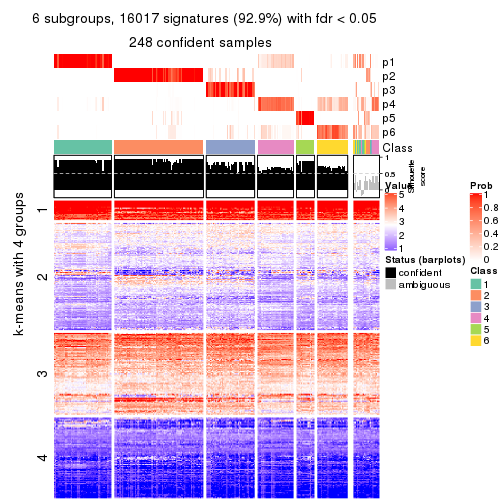 6 subgroups, 16017 signatures (92.9%) with fdr < 0.05
248 confident samples
p1
p2
p3
p4
p5
p6
Class
1
0.5
0
Silhouette
score
k-means with 4 groups
1
2
3
4
Value
5
4
3
2
1
Status (barplots)
confident
ambiguous
Prob
1
0.8
0.6
0.4
0.2
0
Class
1
2
3
4
5
6